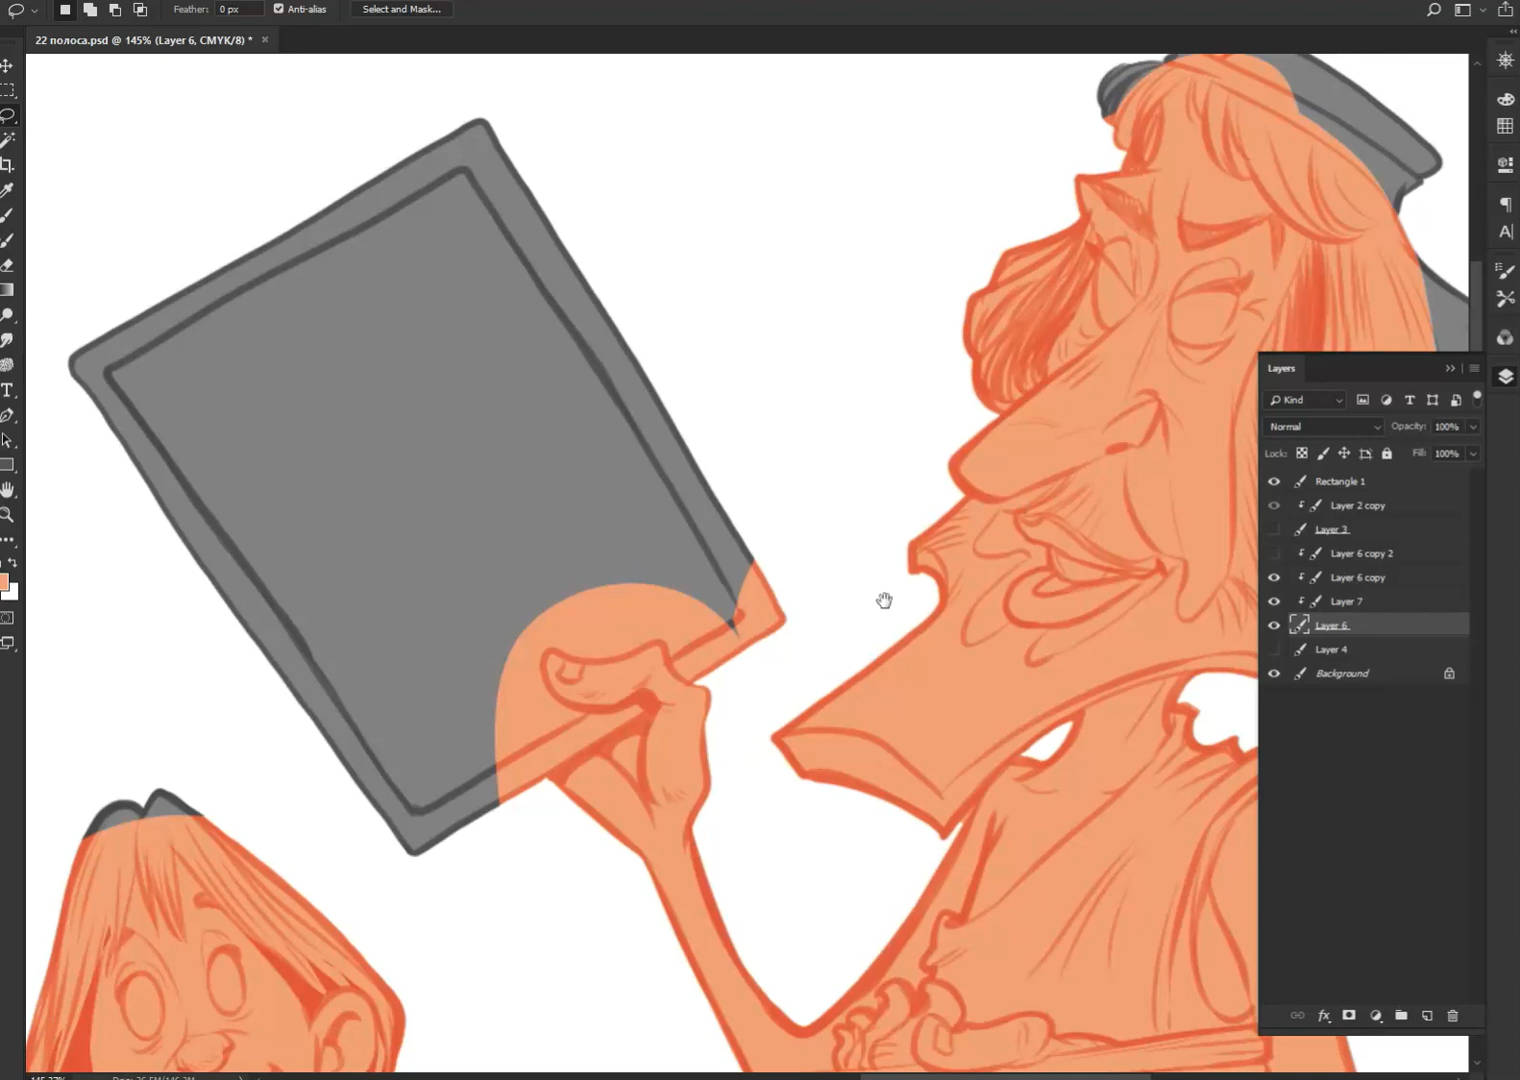 Feather: 0 px Anti-alias Select and Mask...
22 полоса.psd @ 145% (Layer 6, CMYK/8) * ×
Layers
Kind
Normal Opacity: 100%
Lock: Fill: 100%
Rectangle 1
Layer 2 copy
Layer 3
Layer 6 copy 2
Layer 6 copy
Layer 7
Layer 6
Layer 4
Background